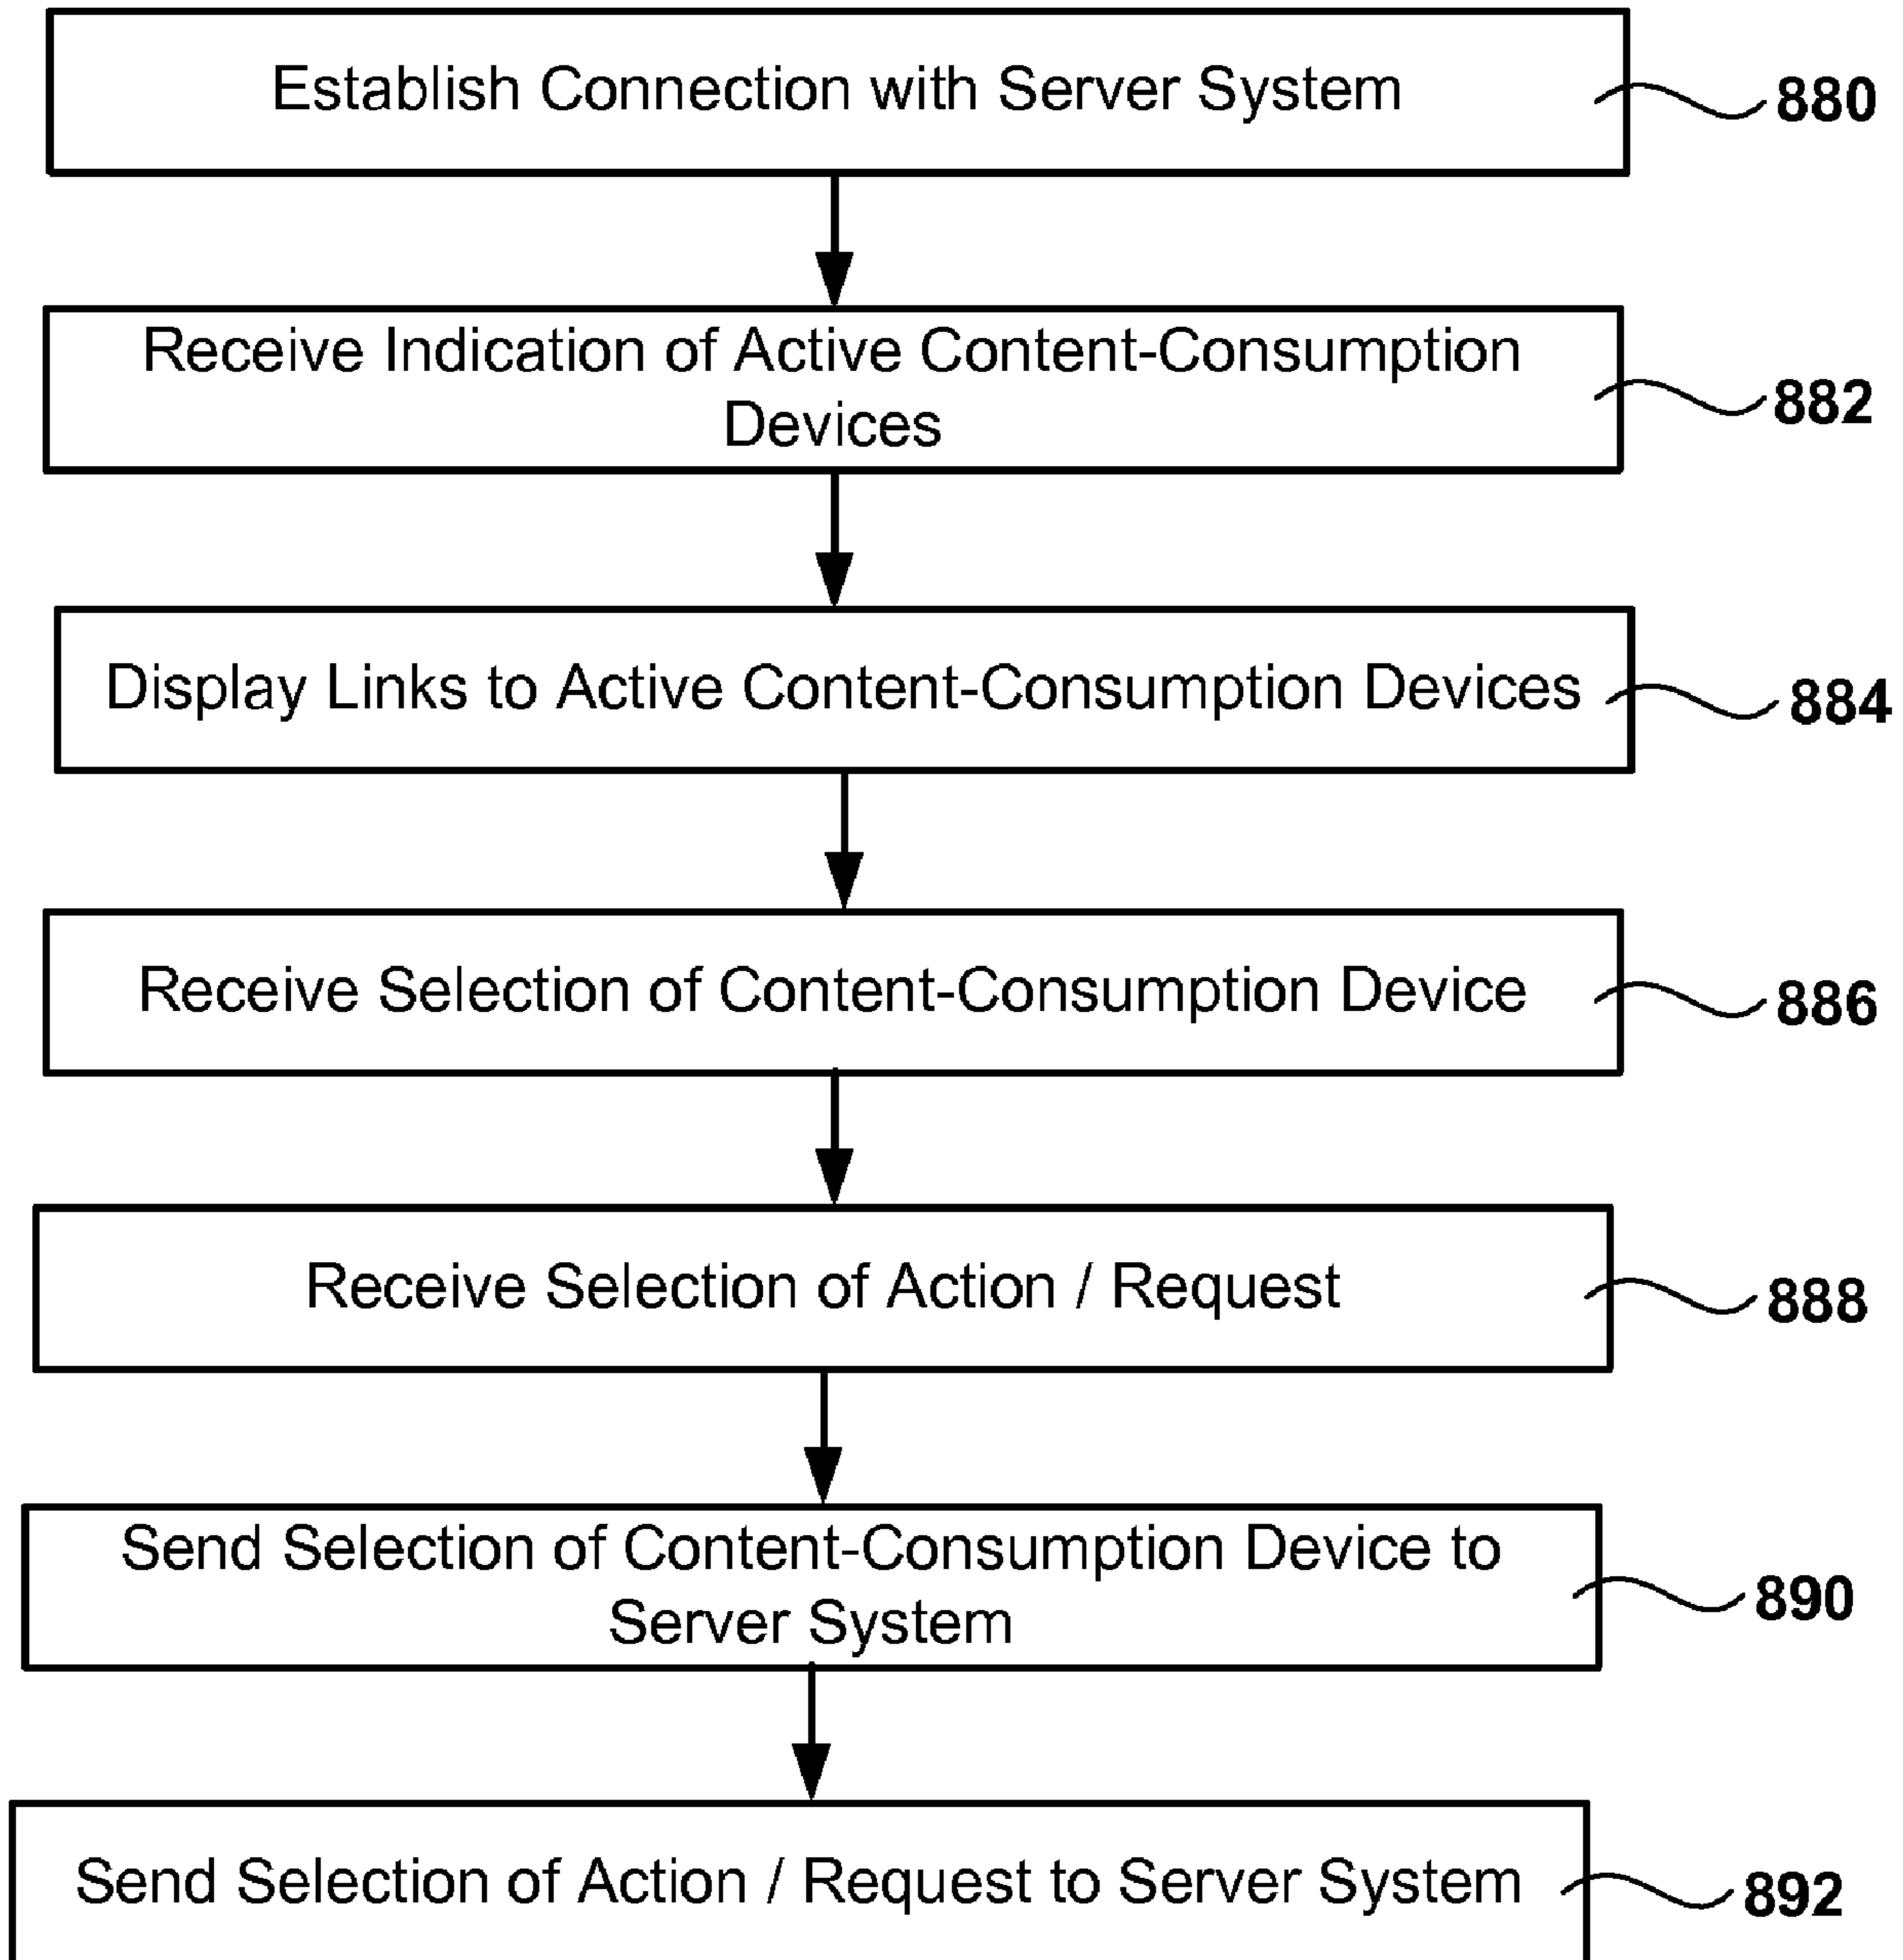 Establish Connection with Server System
880
Receive Indication of Active Content-Consumption
Devices
882
Display Links to Active Content-Consumption Devices
884
Receive Selection of Content-Consumption Device
886
Receive Selection of Action / Request
888
Send Selection of Content-Consumption Device to
Server System
890
Send Selection of Action / Request to Server System
892